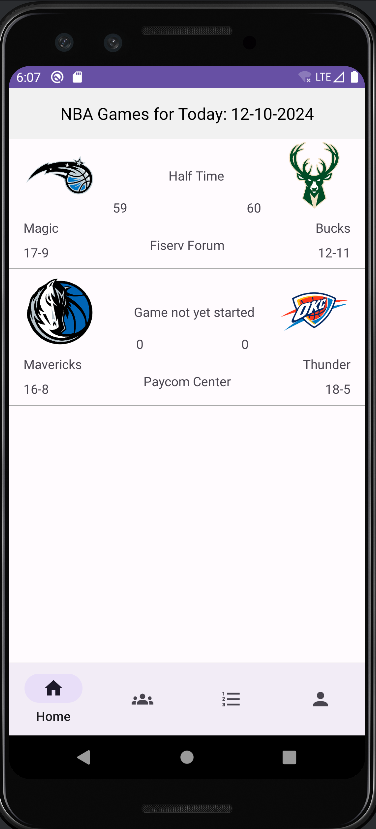 6:07 LTE
NBA Games for Today: 12-10-2024
Half Time
59 60
Magic Bucks
17-9 Fiserv Forum 12-11
Game not yet started
OKC
0 0
Mavericks Thunder
16-8 Paycom Center 18-5
Home